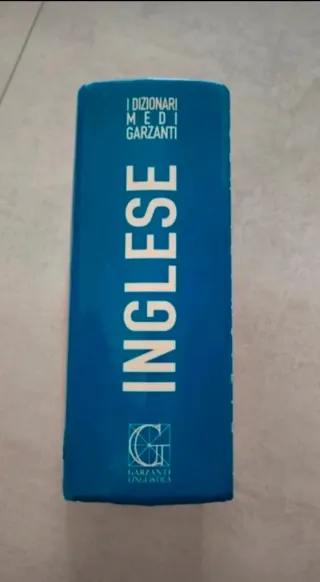 I DIZIONARI
MEDI
GARZANTI
INGLESE
G
GARZANTI
LINGUISTICA